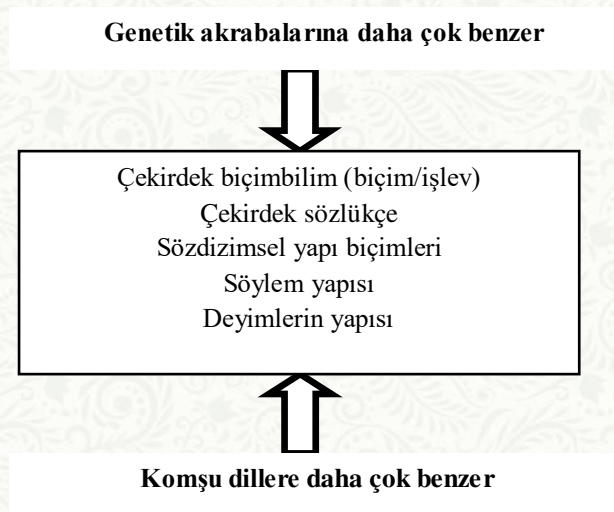 Genetik akrabalarına daha çok benzer
Çekirdek biçimbilim (biçim/işlev)
Çekirdek sözlükçe
Sözdizimsel yapı biçimleri
Söylem yapısı
Deyimlerin yapısı
Komşu dillere daha çok benzer